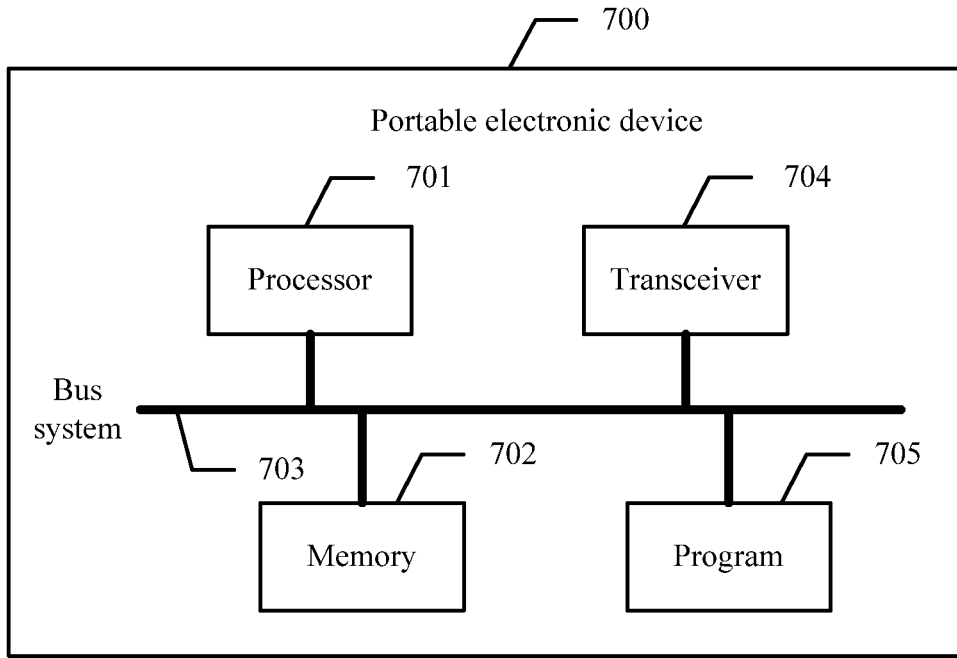 700
Portable electronic device
701
704
Processor
Transceiver
Bus
system
703
702
705
Memory
Program